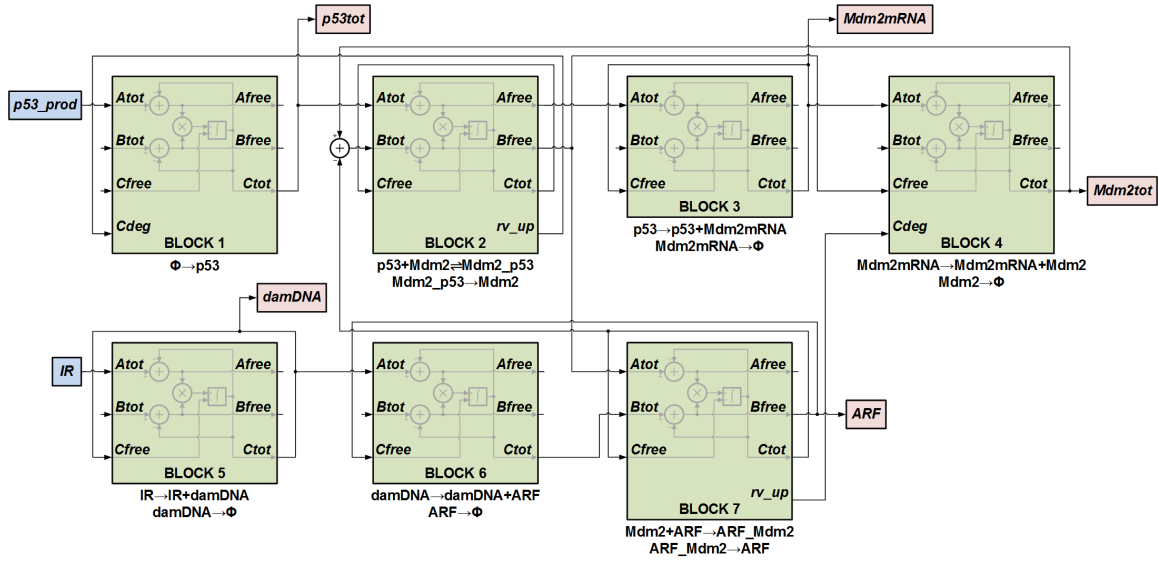 p53tot
Mdm2mRNA
p53_prod
Atot Afree
Btot Bfree
Cfree Ctot
Cdeg
BLOCK 1
Φ→p53
Atot Afree
Btot Bfree
Cfree Ctot
rv_up
BLOCK 2
p53+Mdm2⇌Mdm2_p53
Mdm2_p53→Mdm2
Atot Afree
Btot Bfree
Cfree Ctot
BLOCK 3
p53→p53+Mdm2mRNA
Mdm2mRNA→Φ
Atot Afree
Btot Bfree
Cfree Ctot
Cdeg
BLOCK 4
Mdm2mRNA→Mdm2mRNA+Mdm2
Mdm2→Φ
Mdm2tot
damDNA
IR
Atot Afree
Btot Bfree
Cfree Ctot
BLOCK 5
IR→IR+damDNA
damDNA→Φ
Atot Afree
Btot Bfree
Cfree Ctot
BLOCK 6
damDNA→damDNA+ARF
ARF→Φ
Atot Afree
Btot Bfree
Cfree Ctot
rv_up
BLOCK 7
Mdm2+ARF→ARF_Mdm2
ARF_Mdm2→ARF
ARF